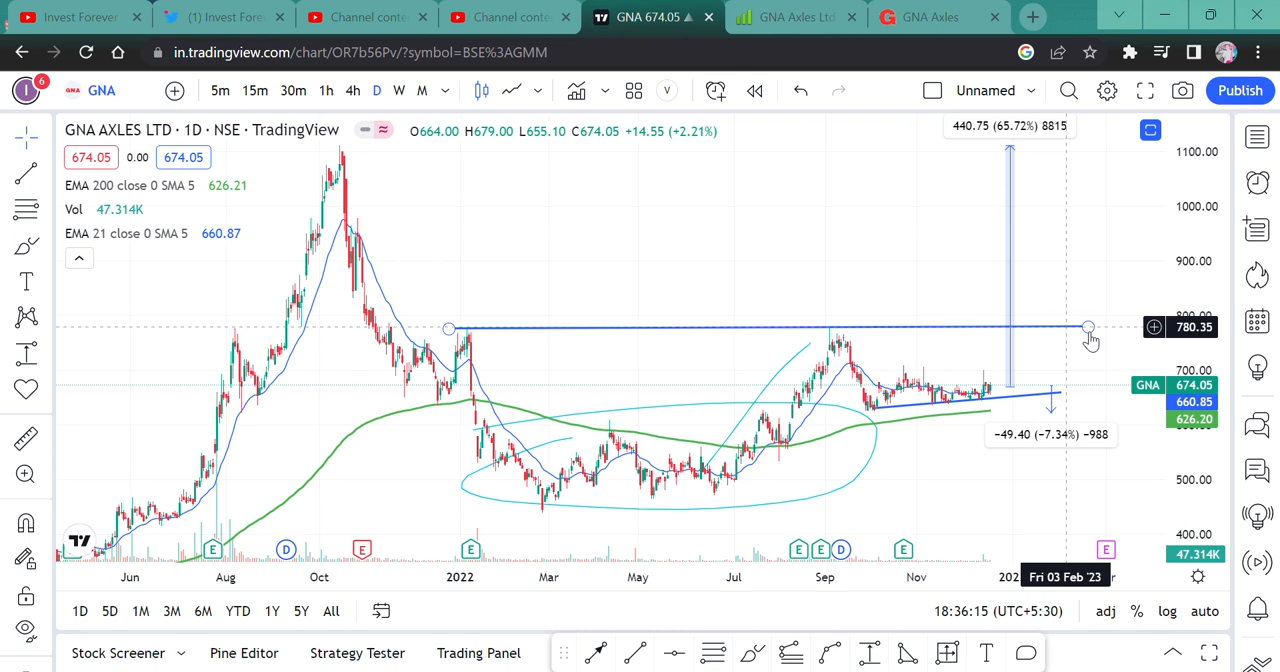 Invest Forever
(1) Invest Fore
Channel conte
Channel conte
GNA 674.05
GNA Axles Ltd
GNA Axles
in.tradingview.com/chart/OR7b56Pv/?symbol=BSE%3AGMM
I
6
GNA
GNA
5m
15m
30m
1h
4h
D
W
M
V
Unnamed
Publish
GNA AXLES LTD · 1D · NSE · TradingView
O664.00 H679.00 L655.10 C674.05 +14.55 (+2.21%)
674.05
0.00
674.05
EMA 200 close 0 SMA 5 626.21
Vol 47.314K
EMA 21 close 0 SMA 5 660.87
440.75 (65.72%) 8815
−49.40 (−7.34%) −988
1100.00
1000.00
900.00
780.35
700.00
GNA 674.05
660.85
626.20
500.00
400.00
47.314K
E
D
E
E
E
E
D
E
E
Jun
Aug
Oct
2022
Mar
May
Jul
Sep
Nov
Fri 03 Feb '23
1D
5D
1M
3M
6M
YTD
1Y
5Y
All
18:36:15 (UTC+5:30)
adj
%
log
auto
Stock Screener
Pine Editor
Strategy Tester
Trading Panel